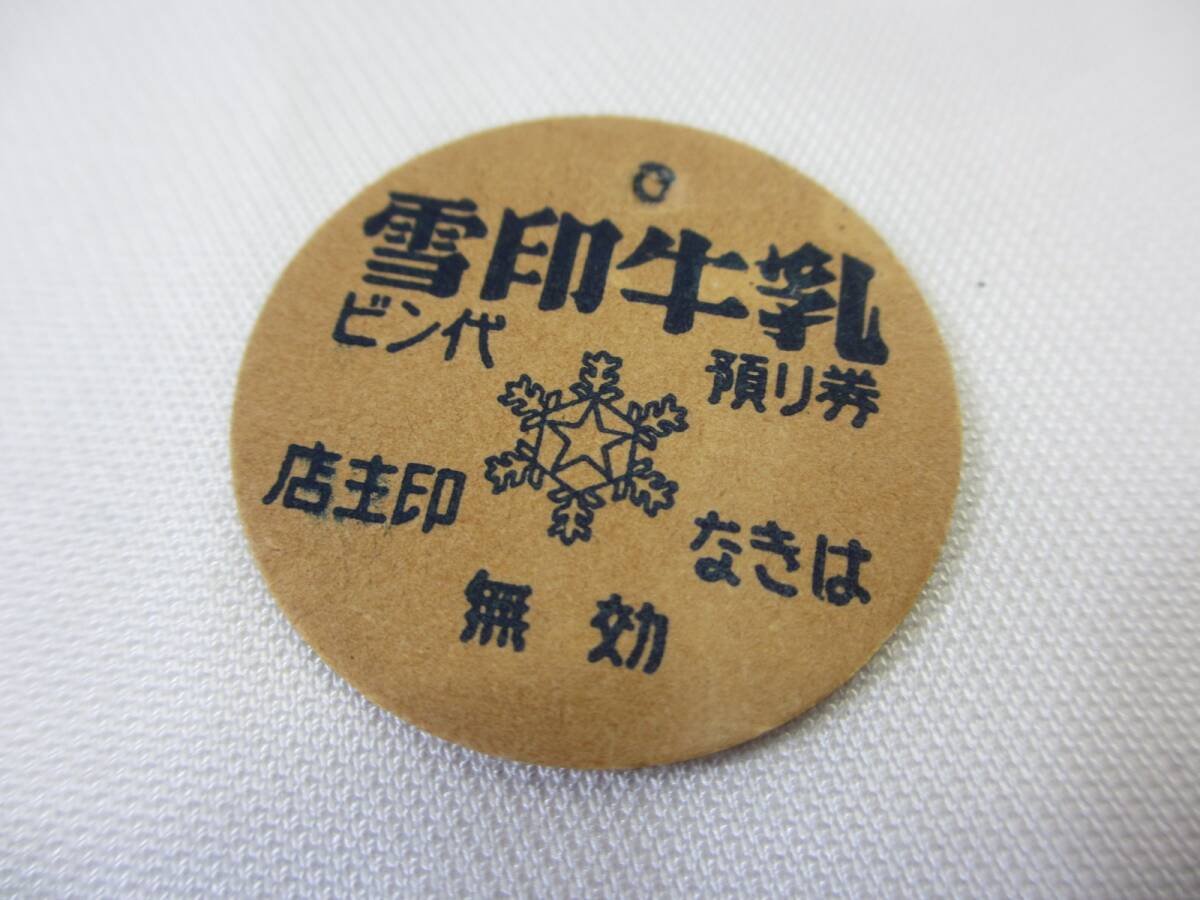 雪印牛乳
ビン代 預り券
店主印 なきは
無効